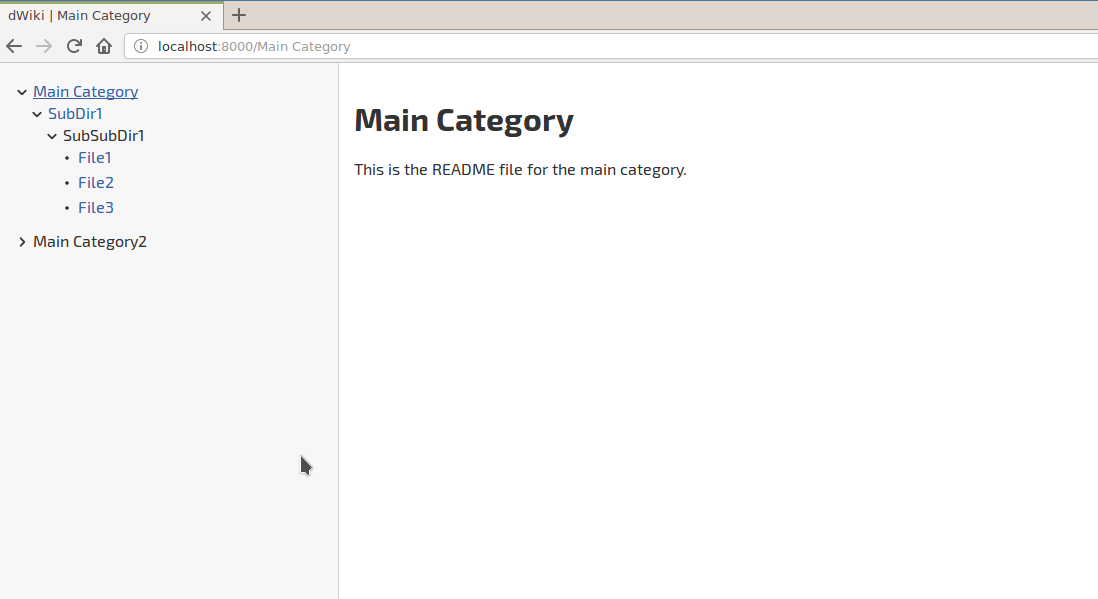 dWiki | Main Category
localhost:8000/Main Category
Main Category
SubDir1
SubSubDir1
File1
File2
File3
Main Category2
Main Category
This is the README file for the main category.